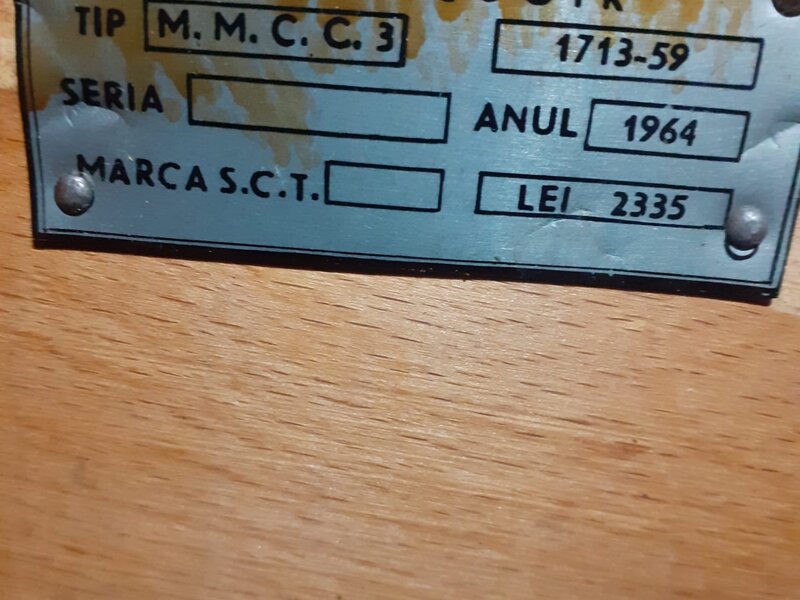 TIP M. M. C. C. 3 1713-59
SERIA ANUL 1964
MARCA S.C.T. LEI 2335